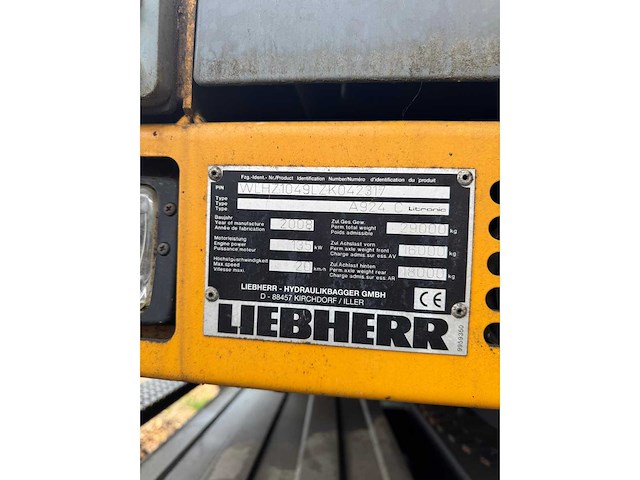 Fzg.-Ident.-Nr./Product Identification Number/Numéro d'identification du produit
PIN WLHZ1049LZK042317
Type
Type A924 C Litronic
Type
Baujahr
Year of manufacture 2008
Année de fabrication
Zul.Ges.Gew.
Perm.total weight 29000 kg
Poids admissible
Motorleistung
Engine power 135 kW
Puissance moteur
Zul.Achslast vorn
Perm.axle weight front 16000 kg
Charge admis.sur ess.AV
Höchstgeschwindigkeit
Max.speed 20 km-h
Vitesse maxi.
Zul.Achslast hinten
Perm.axle weight rear 18000 kg
Charge admis.sur ess.AR
LIEBHERR - HYDRAULIKBAGGER GMBH
D - 88457 KIRCHDORF / ILLER
CE
LIEBHERR
9959350